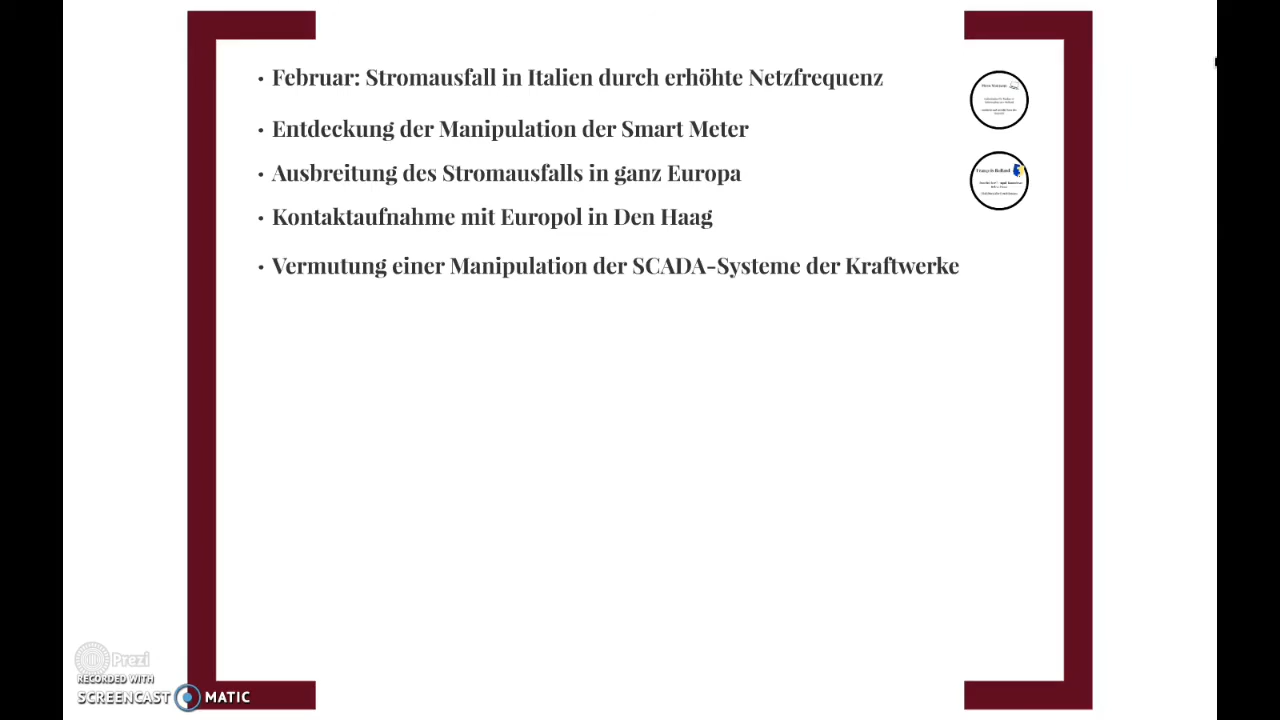 • Februar: Stromausfall in Italien durch erhöhte Netzfrequenz
• Entdeckung der Manipulation der Smart Meter
• Ausbreitung des Stromausfalls in ganz Europa
• Kontaktaufnahme mit Europol in Den Haag
• Vermutung einer Manipulation der SCADA-Systeme der Kraftwerke
Prezi
RECORDED WITH
SCREENCAST MATIC